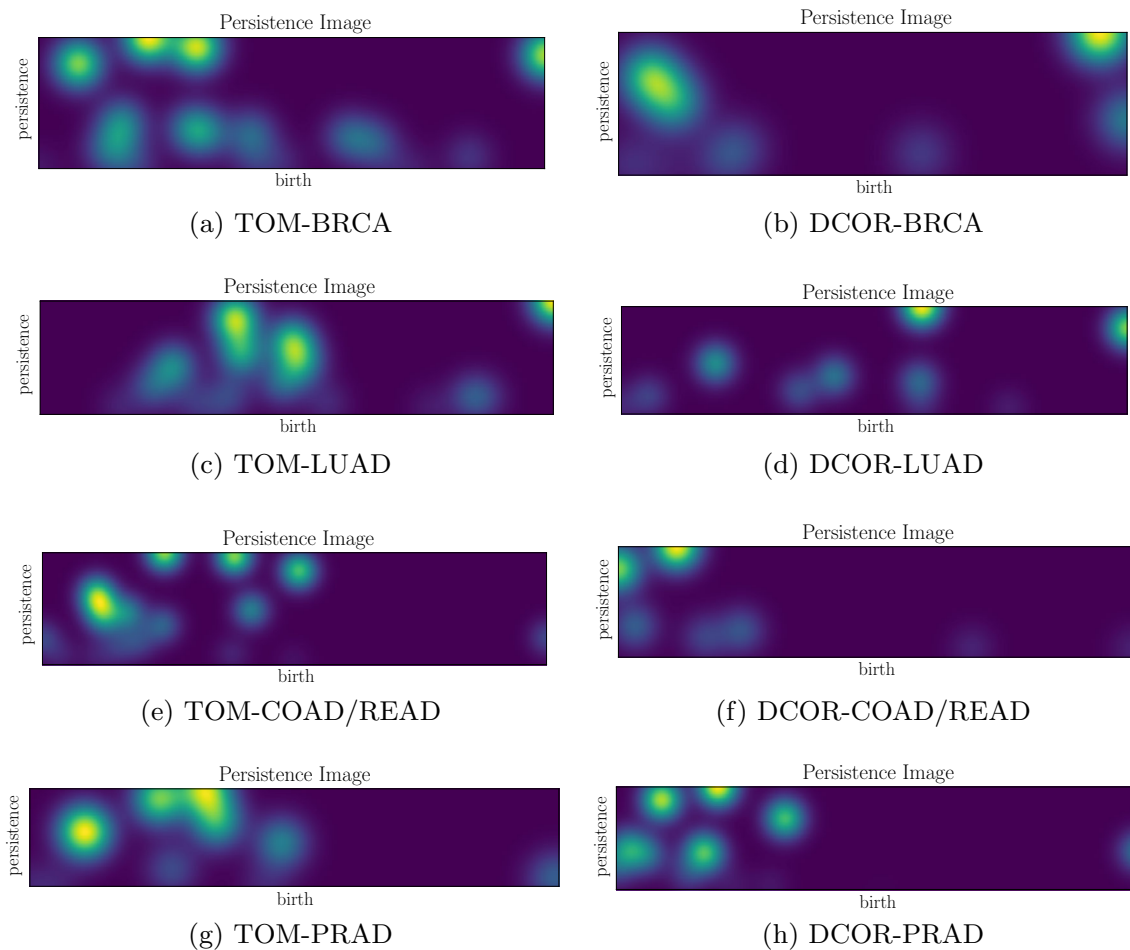 Persistence Image
persistence
birth
(a) TOM-BRCA
Persistence Image
persistence
birth
(b) DCOR-BRCA
Persistence Image
persistence
birth
(c) TOM-LUAD
Persistence Image
persistence
birth
(d) DCOR-LUAD
Persistence Image
persistence
birth
(e) TOM-COAD/READ
Persistence Image
persistence
birth
(f) DCOR-COAD/READ
Persistence Image
persistence
birth
(g) TOM-PRAD
Persistence Image
persistence
birth
(h) DCOR-PRAD